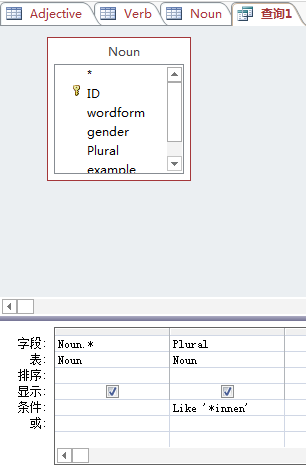 Adjective Verb Noun 查询1
Noun
*
ID
wordform
gender
Plural
example
字段: Noun.* Plural
表: Noun Noun
排序:
显示:
条件: Like '*innen'
或: